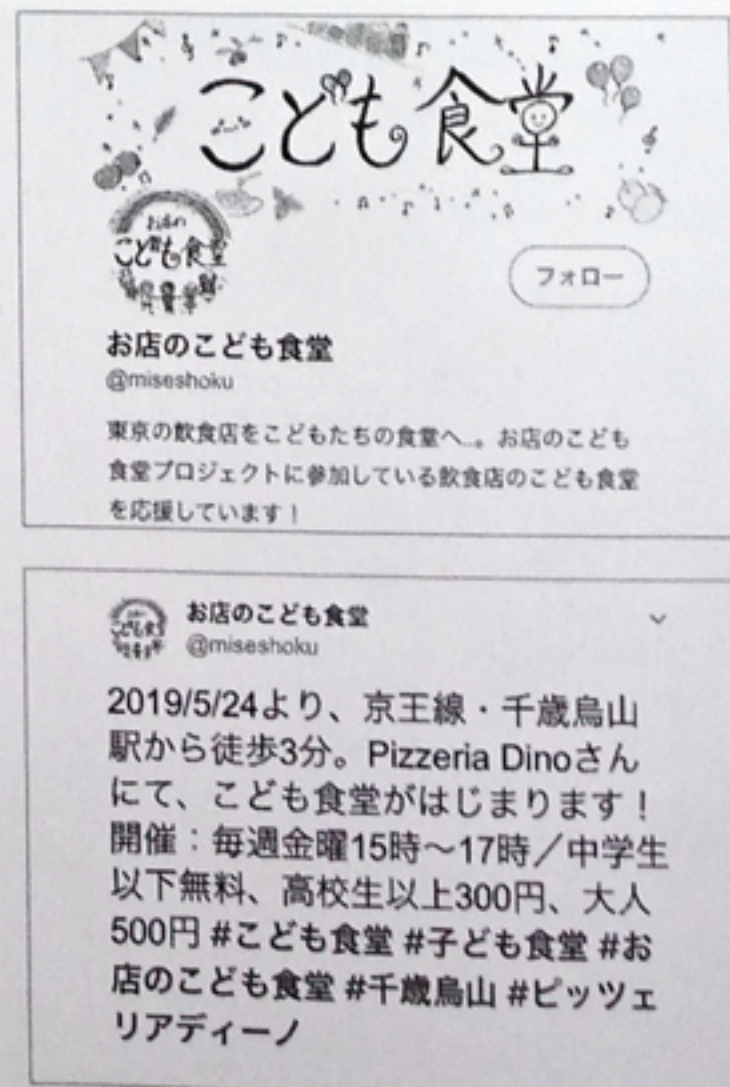 こども食堂
お店の
こども食堂
フォロー
お店のこども食堂
@miseshoku
東京の飲食店をこどもたちの食堂へ...。お店のこども
食堂プロジェクトに参加している飲食店のこども食堂
を応援しています！
こども食堂
お店のこども食堂
@miseshoku
2019/5/24より、京王線・千歳烏山
駅から徒歩3分。Pizzeria Dinoさん
にて、こども食堂がはじまります！
開催：毎週金曜15時〜17時／中学生
以下無料、高校生以上300円、大人
500円 #こども食堂 #子ども食堂 #お
店のこども食堂 #千歳烏山 #ピッツェ
リアディーノ